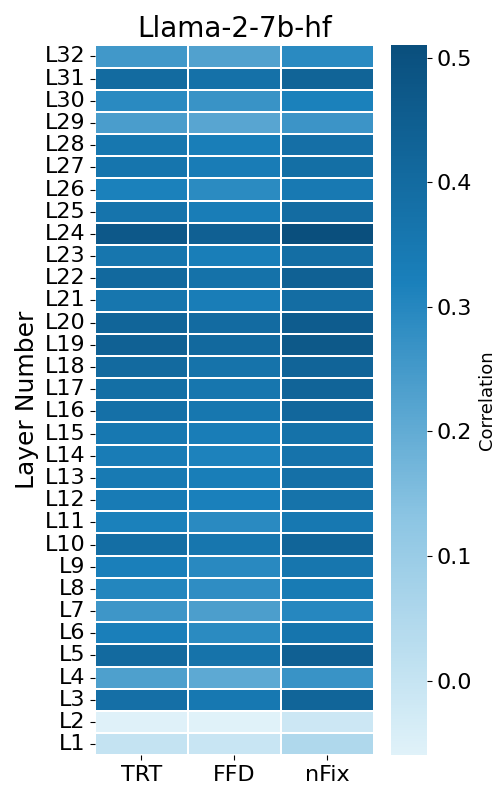 Llama-2-7b-hf
L32
L31
L30
L29
L28
L27
L26
L25
L24
L23
L22
L21
L20
L19
L18
L17
L16
L15
L14
L13
L12
L11
L10
L9
L8
L7
L6
L5
L4
L3
L2
L1
Layer Number
TRT FFD nFix
0.5
0.4
0.3
0.2
0.1
0.0
Correlation